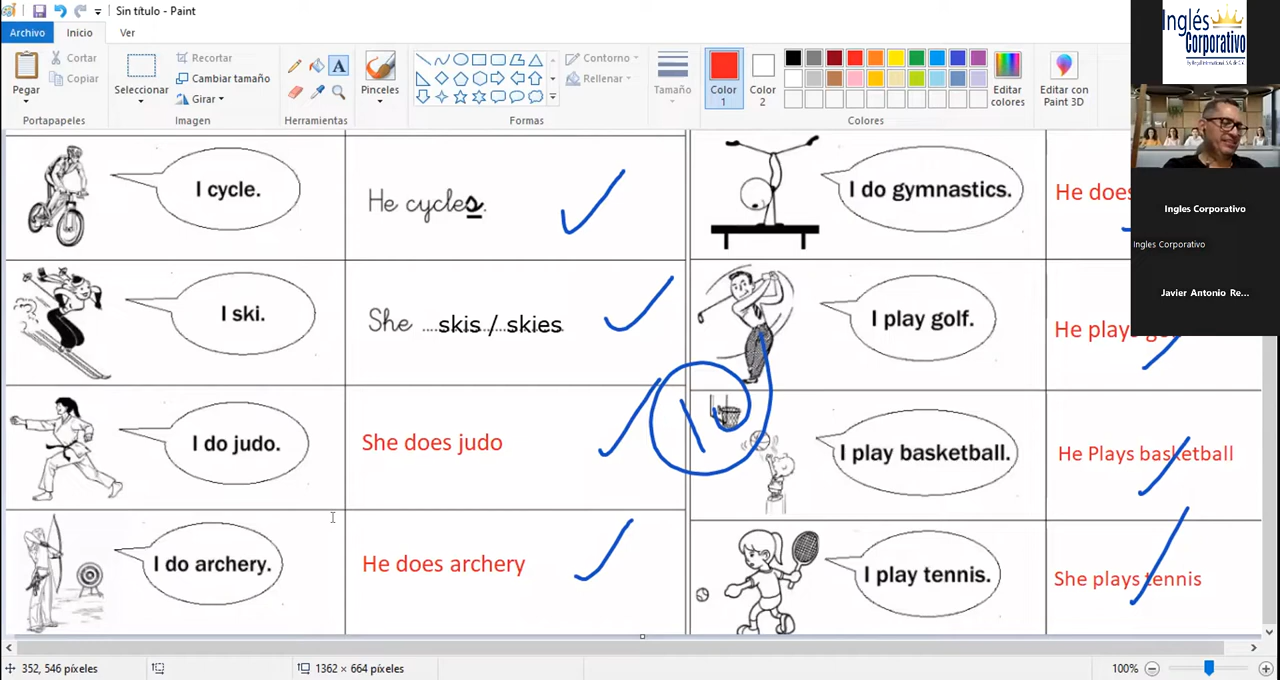 Sin título - Paint
Archivo Inicio Ver
Pegar
Cortar
Copiar
Portapapeles
Seleccionar
Recortar
Cambiar tamaño
Girar
Imagen
A
Herramientas
Pinceles
Contorno
Rellenar
Formas
Tamaño
Color 1
Color 2
Editar colores
Editar con Paint 3D
Colores
Inglés
Corporativo
Ingles Corporativo
Ingles Corporativo
Javier Antonio Re...
I cycle.
He cycles.
I ski.
She skis / skies
I do judo.
She does judo
I do archery.
He does archery
I do gymnastics.
He does
I play golf.
He plays
10
I play basketball.
He Plays basketball
I play tennis.
She plays tennis
352, 546 píxeles
1362 × 664 píxeles
100%